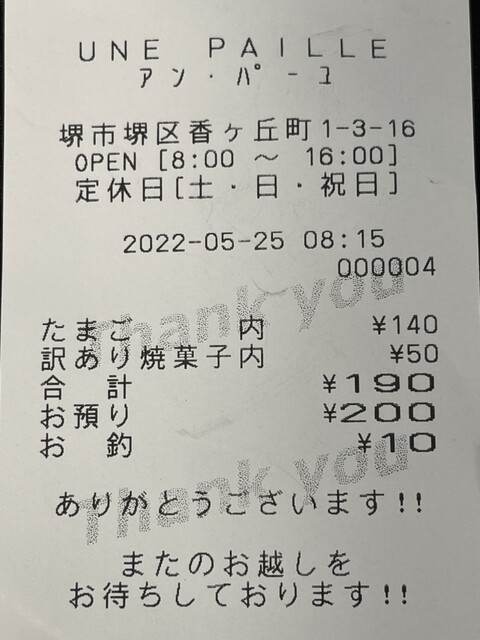 UNE PAILLE
アン・パーユ
堺市堺区香ヶ丘町1-3-16
OPEN [8:00 ～ 16:00]
定休日[土・日・祝日]
2022-05-25 08:15
000004
たまご 内 ¥140
訳あり焼菓子内 ¥50
合 計 ¥190
お預り ¥200
お 釣 ¥10
Thank you
Thank you
ありがとうございます!!
またのお越しを
お待ちしております!!